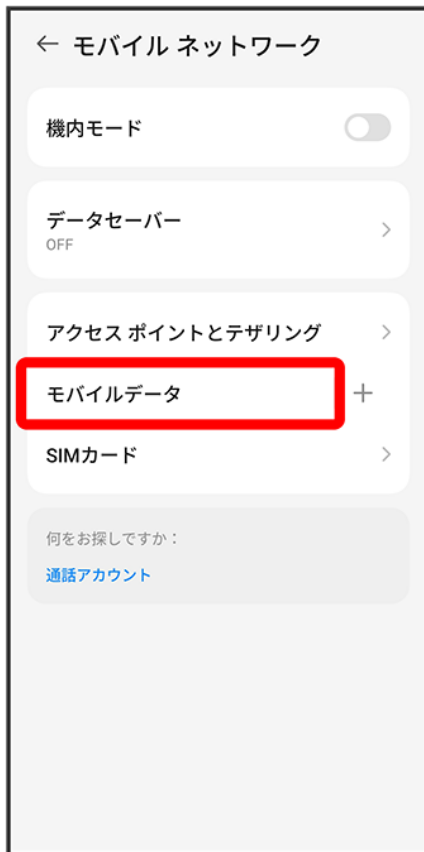 ← モバイル ネットワーク
機内モード
データセーバー
OFF
アクセス ポイントとテザリング
モバイルデータ
SIMカード
何をお探しですか：
通話アカウント